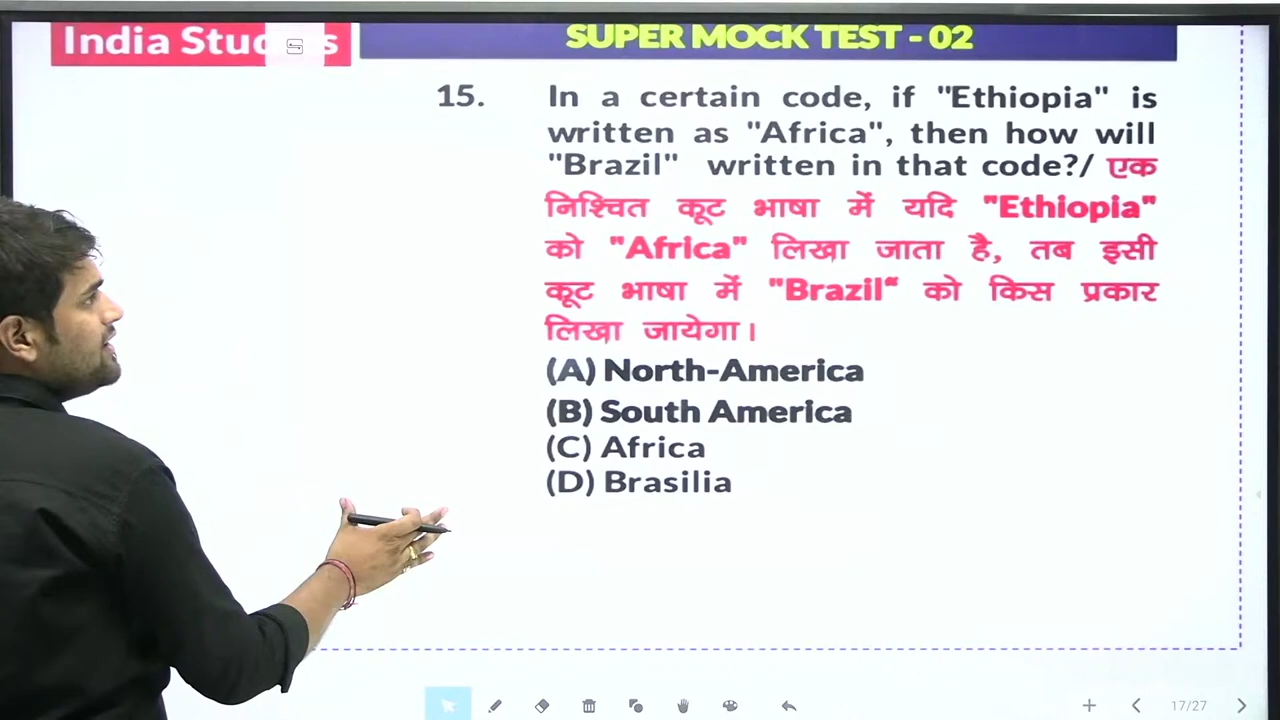 India Stud s
SUPER MOCK TEST - 02
15. In a certain code, if "Ethiopia" is
written as "Africa", then how will
"Brazil" written in that code?/ एक
निश्चित कूट भाषा में यदि "Ethiopia"
को "Africa" लिखा जाता है, तब इसी
कूट भाषा में "Brazil“ को किस प्रकार
लिखा जायेगा।
(A) North-America
(B) South America
(C) Africa
(D) Brasilia
17/27